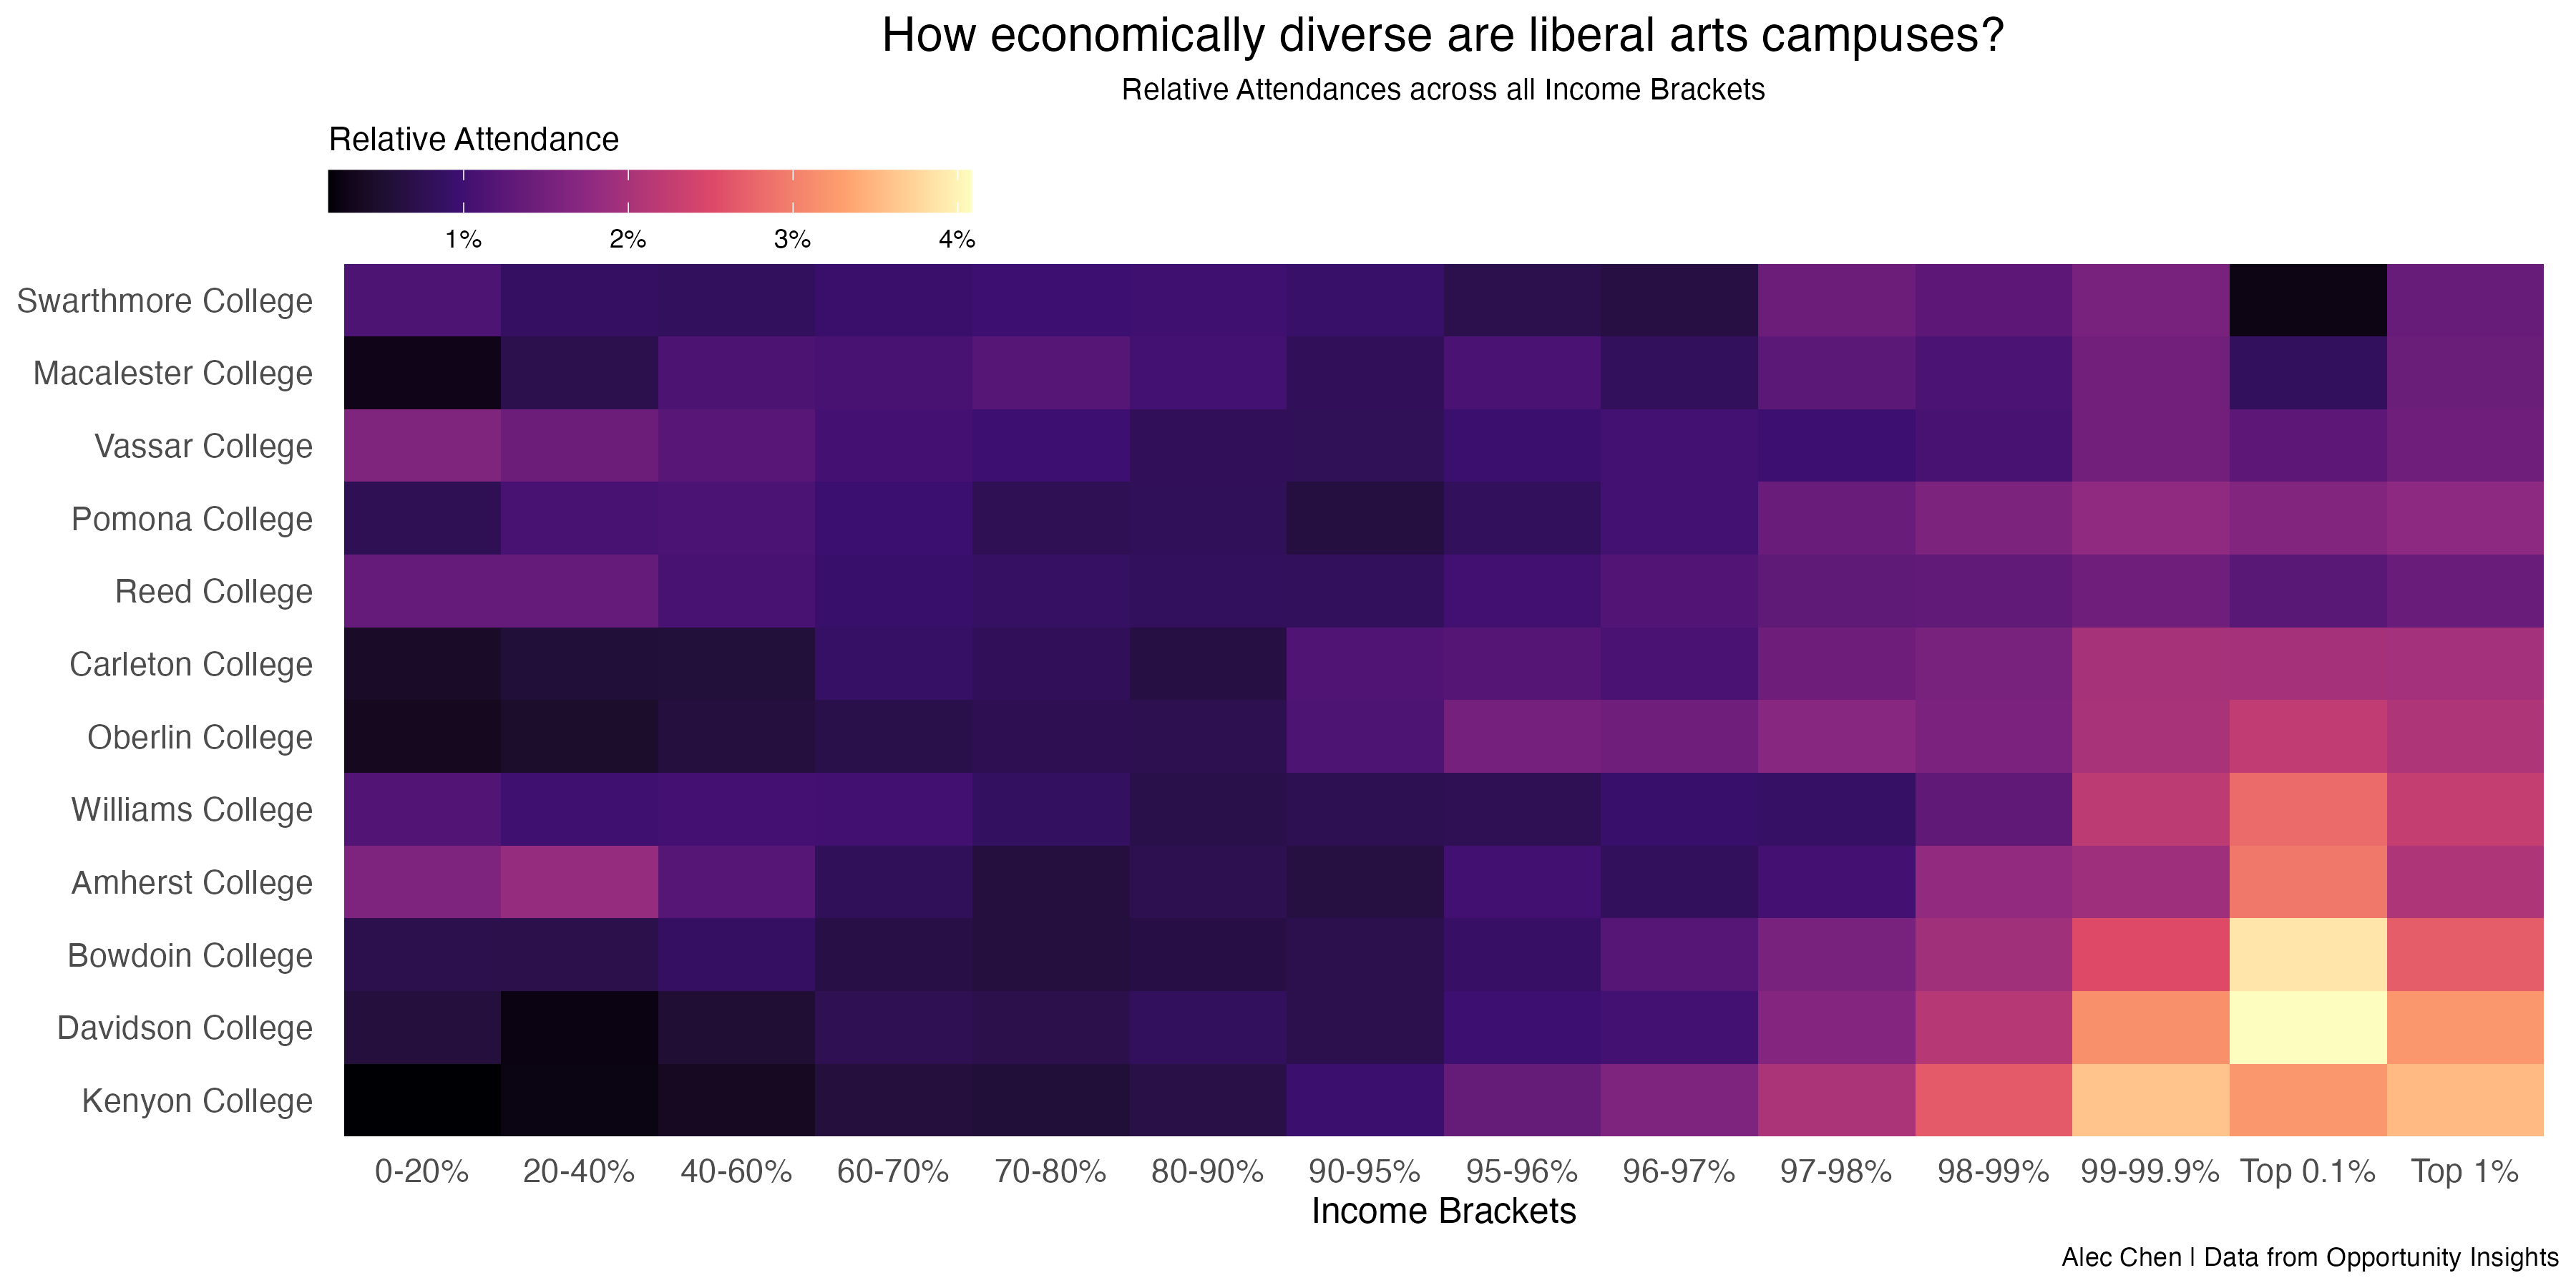 How economically diverse are liberal arts campuses?
Relative Attendances across all Income Brackets
Relative Attendance
1% 2% 3% 4%
Swarthmore College
Macalester College
Vassar College
Pomona College
Reed College
Carleton College
Oberlin College
Williams College
Amherst College
Bowdoin College
Davidson College
Kenyon College
0-20% 20-40% 40-60% 60-70% 70-80% 80-90% 90-95% 95-96% 96-97% 97-98% 98-99% 99-99.9% Top 0.1% Top 1%
Income Brackets
Alec Chen | Data from Opportunity Insights